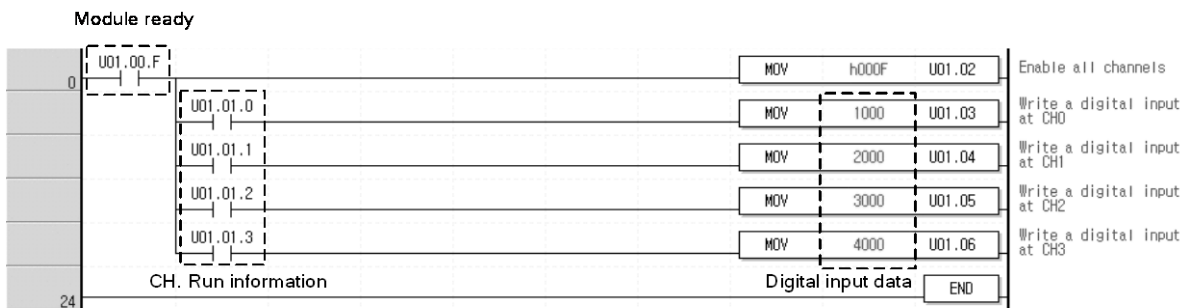 Module ready
U01.00.F
0
MOV h000F U01.02
Enable all channels
U01.01.0
MOV 1000 U01.03
Write a digital input
at CH0
U01.01.1
MOV 2000 U01.04
Write a digital input
at CH1
U01.01.2
MOV 3000 U01.05
Write a digital input
at CH2
U01.01.3
MOV 4000 U01.06
Write a digital input
at CH3
CH. Run information
Digital input data
END
24